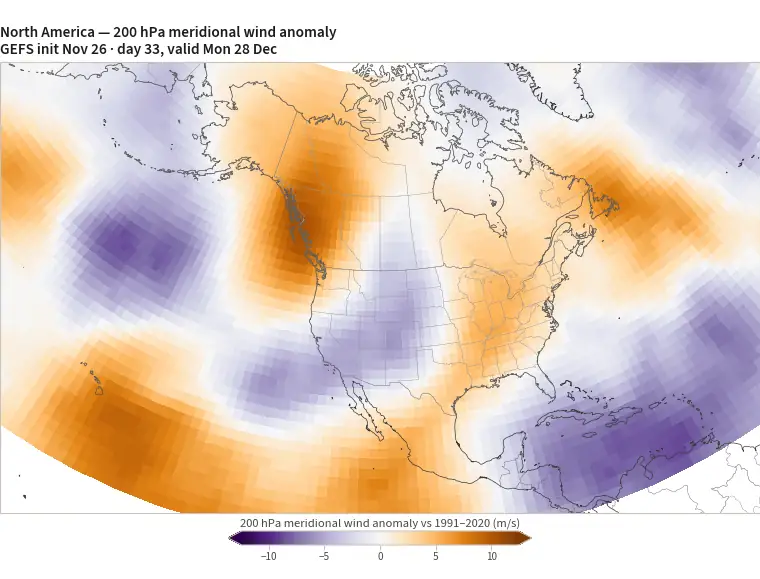 North America — 200 hPa meridional wind anomaly
GEFS init Nov 26 · day 33, valid Mon 28 Dec
200 hPa meridional wind anomaly vs 1991–2020 (m/s)
−10 −5 0 5 10